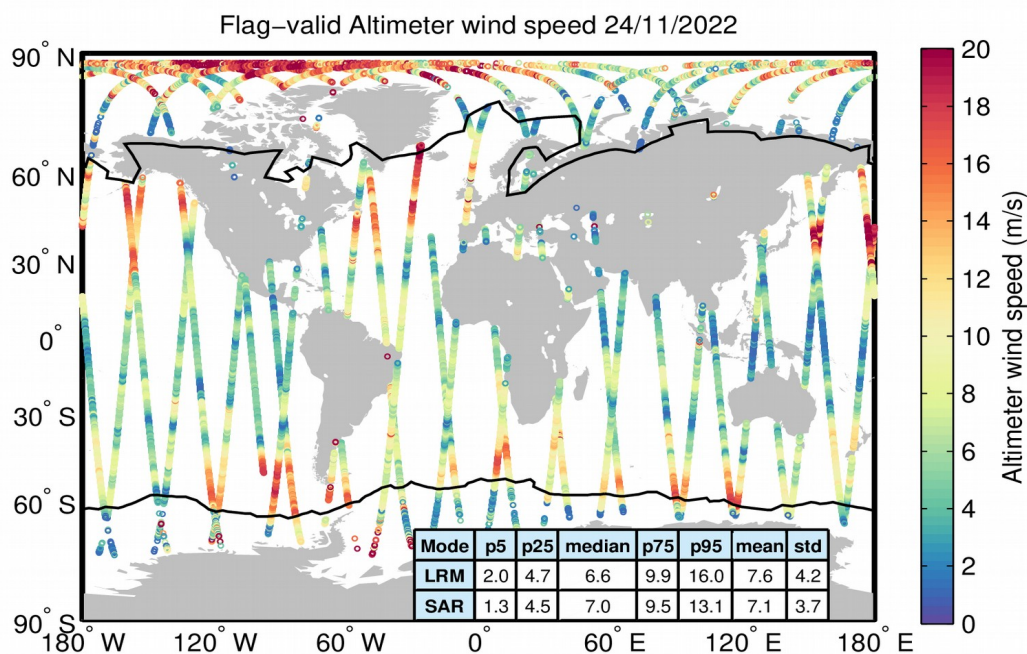 Flag−valid Altimeter wind speed 24/11/2022
90° N
60° N
30° N
0°
30° S
60° S
90° S
180° W
120° W
60° W
0°
60° E
120° E
180° E
Mode p5 p25 median p75 p95 mean std
LRM 2.0 4.7 6.6 9.9 16.0 7.6 4.2
SAR 1.3 4.5 7.0 9.5 13.1 7.1 3.7
20
18
16
14
12
10
8
6
4
2
0
Altimeter wind speed (m/s)